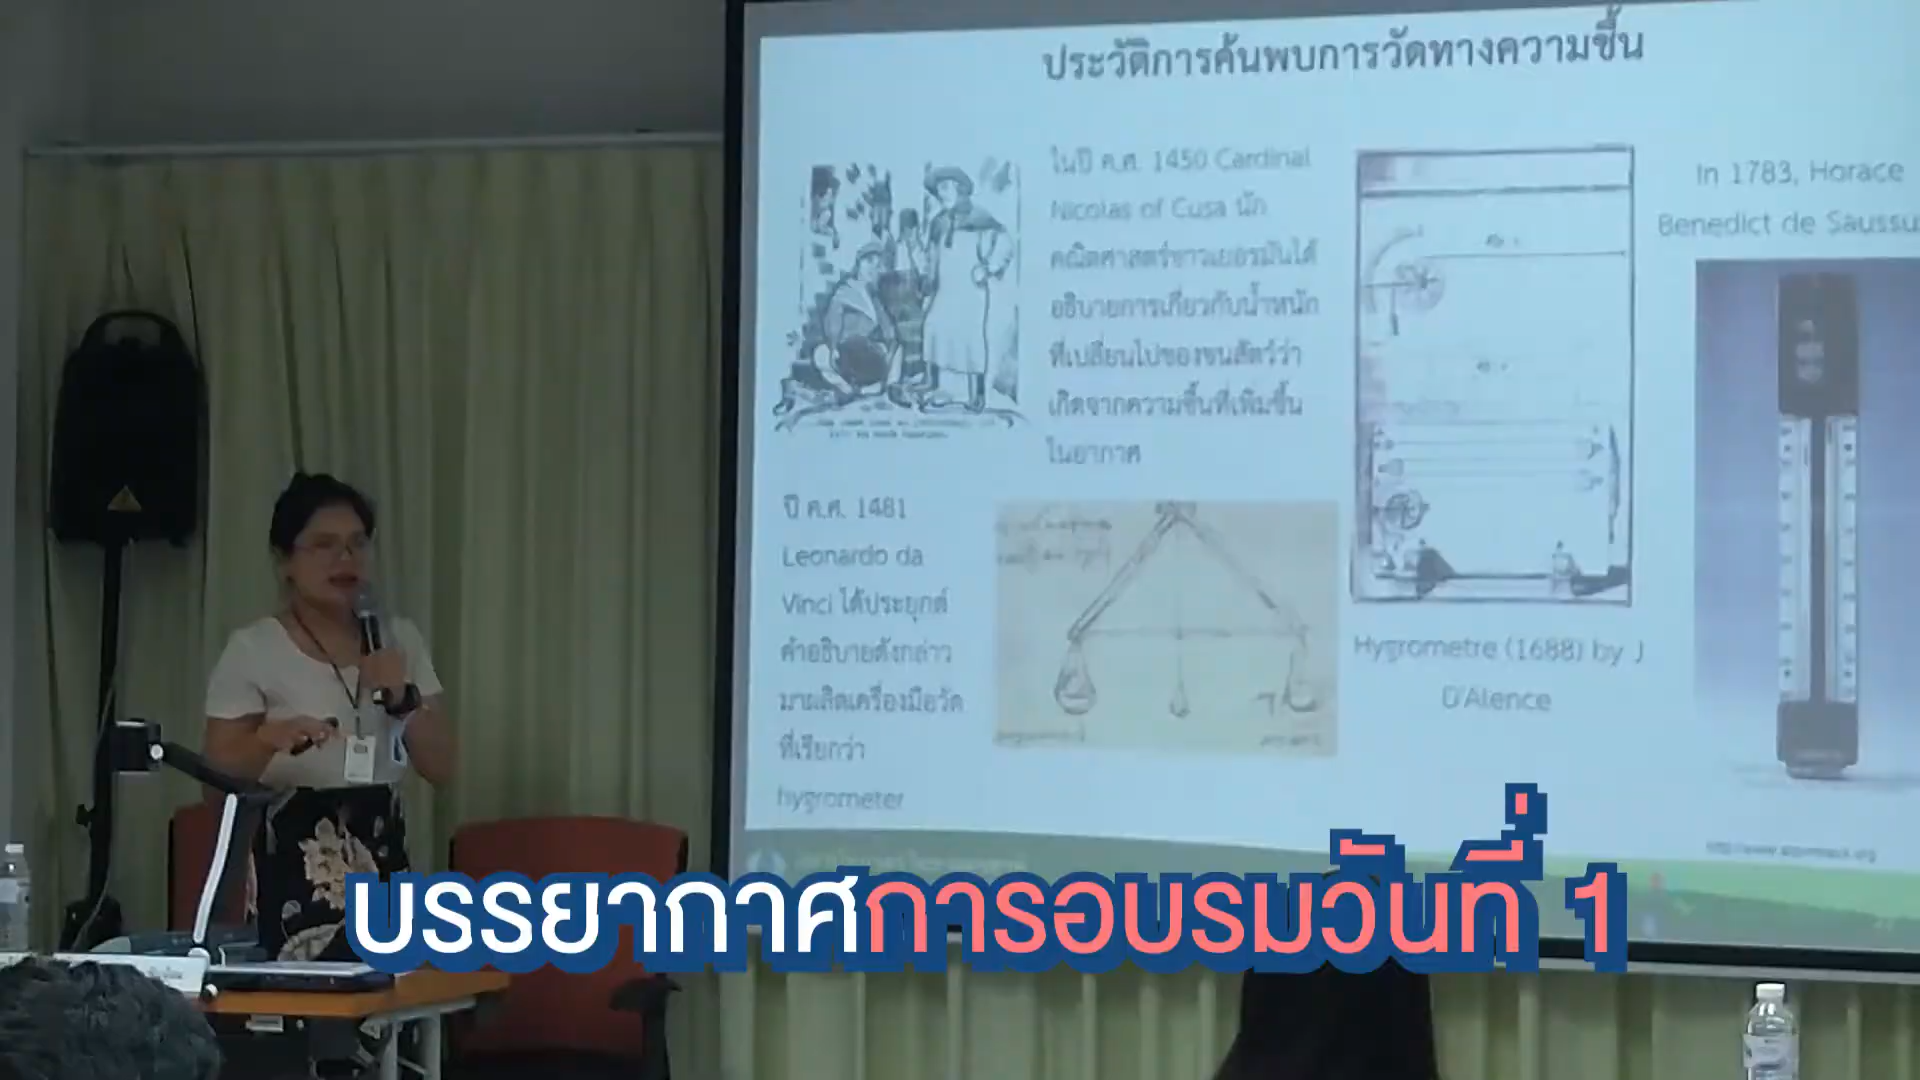 ประวัติการค้นพบการวัดทางความชื้น
ในปี ค.ศ. 1450 Cardinal
Nicolas of Cusa นัก
คณิตศาสตร์ชาวเยอรมันได้
อธิบายการเกี่ยวกับน้ำหนัก
ที่เปลี่ยนไปของขนสัตว์ว่า
เกิดจากความชื้นที่เพิ่มขึ้น
ในอากาศ
ปี ค.ศ. 1481
Leonardo da
Vinci ได้ประยุกต์
คำอธิบายดังกล่าว
มาผลิตเครื่องมือวัด
ที่เรียกว่า
hygrometer
Hygrometre (1688) by J
D'Alence
In 1783, Horace
Benedict de Saussu
บรรยากาศการอบรมวันที่ 1